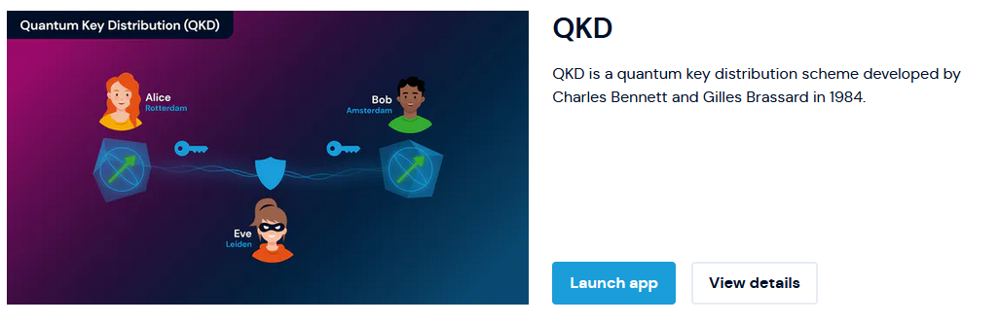 Quantum Key Distribution (QKD)
Alice
Rotterdam
Bob
Amsterdam
Eve
Leiden
QKD
QKD is a quantum key distribution scheme developed by
Charles Bennett and Gilles Brassard in 1984.
Launch app
View details